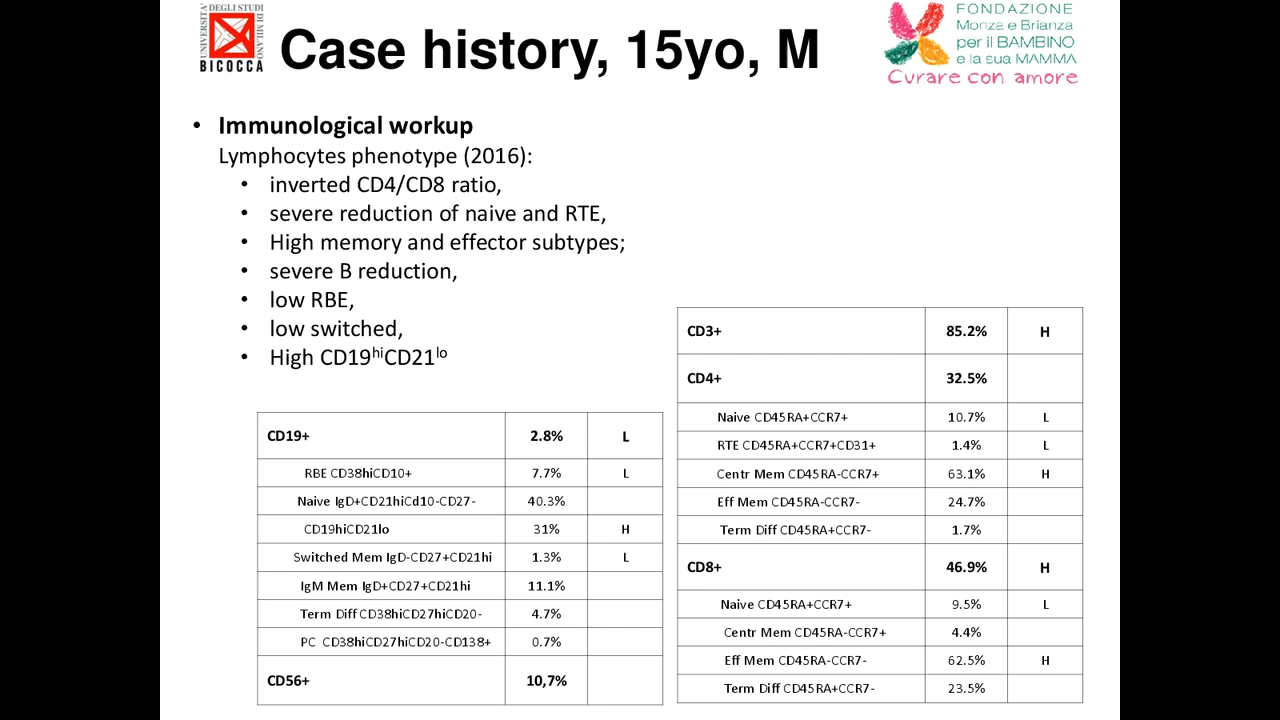 UNIVERSITA'
DEGLI STUDI
DI MILANO
BICOCCA
Case history, 15yo, M
FONDAZIONE
Monza e Brianza
per il BAMBINO
e la sua MAMMA
Curare con amore
• Immunological workup
Lymphocytes phenotype (2016):
• inverted CD4/CD8 ratio,
• severe reduction of naive and RTE,
• High memory and effector subtypes;
• severe B reduction,
• low RBE,
• low switched,
• High CD19hiCD21lo
CD19+ 2.8% L
RBE CD38hiCD10+ 7.7% L
Naive IgD+CD21hiCd10-CD27- 40.3%
CD19hiCD21lo 31% H
Switched Mem IgD-CD27+CD21hi 1.3% L
IgM Mem IgD+CD27+CD21hi 11.1%
Term Diff CD38hiCD27hiCD20- 4.7%
PC CD38hiCD27hiCD20-CD138+ 0.7%
CD56+ 10,7%
CD3+ 85.2% H
CD4+ 32.5%
Naive CD45RA+CCR7+ 10.7% L
RTE CD45RA+CCR7+CD31+ 1.4% L
Centr Mem CD45RA-CCR7+ 63.1% H
Eff Mem CD45RA-CCR7- 24.7%
Term Diff CD45RA+CCR7- 1.7%
CD8+ 46.9% H
Naive CD45RA+CCR7+ 9.5% L
Centr Mem CD45RA-CCR7+ 4.4%
Eff Mem CD45RA-CCR7- 62.5% H
Term Diff CD45RA+CCR7- 23.5%